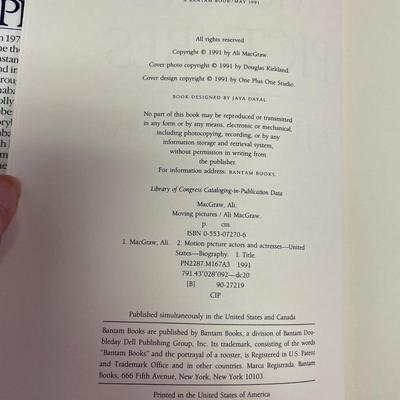 A BANTAM BOOK/MAY 1991
All rights reserved.
Copyright © 1991 by Ali MacGraw.
Cover photo copyright © 1991 by Douglas Kirkland.
Cover design copyright © 1991 by One Plus One Studio.
BOOK DESIGNED BY JAYA DAYAL
No part of this book may be reproduced or transmitted
in any form or by any means, electronic or mechanical,
including photocopying, recording, or by any
information storage and retrieval system,
without permission in writing from
the publisher.
For information address: BANTAM BOOKS.
Library of Congress Cataloging-in-Publication Data
MacGraw, Ali.
Moving pictures / Ali MacGraw.
p. cm.
ISBN 0-553-07270-6
1. MacGraw, Ali. 2. Motion picture actors and actresses—United
States—Biography. I. Title.
PN2287.M167A3 1991
791.43'028'092—dc20
[B] 90-27219
CIP
Published simultaneously in the United States and Canada
Bantam Books are published by Bantam Books, a division of Bantam Dou-
bleday Dell Publishing Group, Inc. Its trademark, consisting of the words
"Bantam Books" and the portrayal of a rooster, is Registered in U.S. Patent
and Trademark Office and in other countries. Marca Registrada. Bantam
Books, 666 Fifth Avenue, New York, New York 10103.
Printed in the United States of America